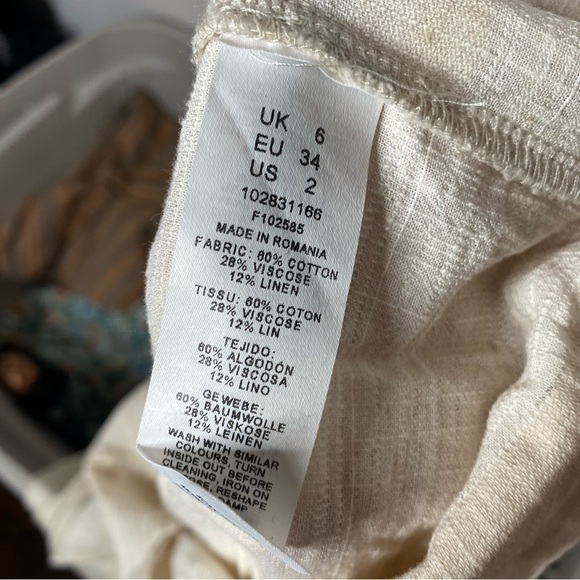 UK 6
EU 34
US 2
102831166
F102585
MADE IN ROMANIA
FABRIC: 60% COTTON
28% VISCOSE
12% LINEN
TISSU: 60% COTON
28% VISCOSE
12% LIN
TEJIDO:
60% ALGODÓN
28% VISCOSA
12% LINO
GEWEBE:
60% BAUMWOLLE
28% VISKOSE
12% LEINEN
WASH WITH SIMILAR
COLOURS, TURN
INSIDE OUT BEFORE
CLEANING, IRON ON
RESHAPE